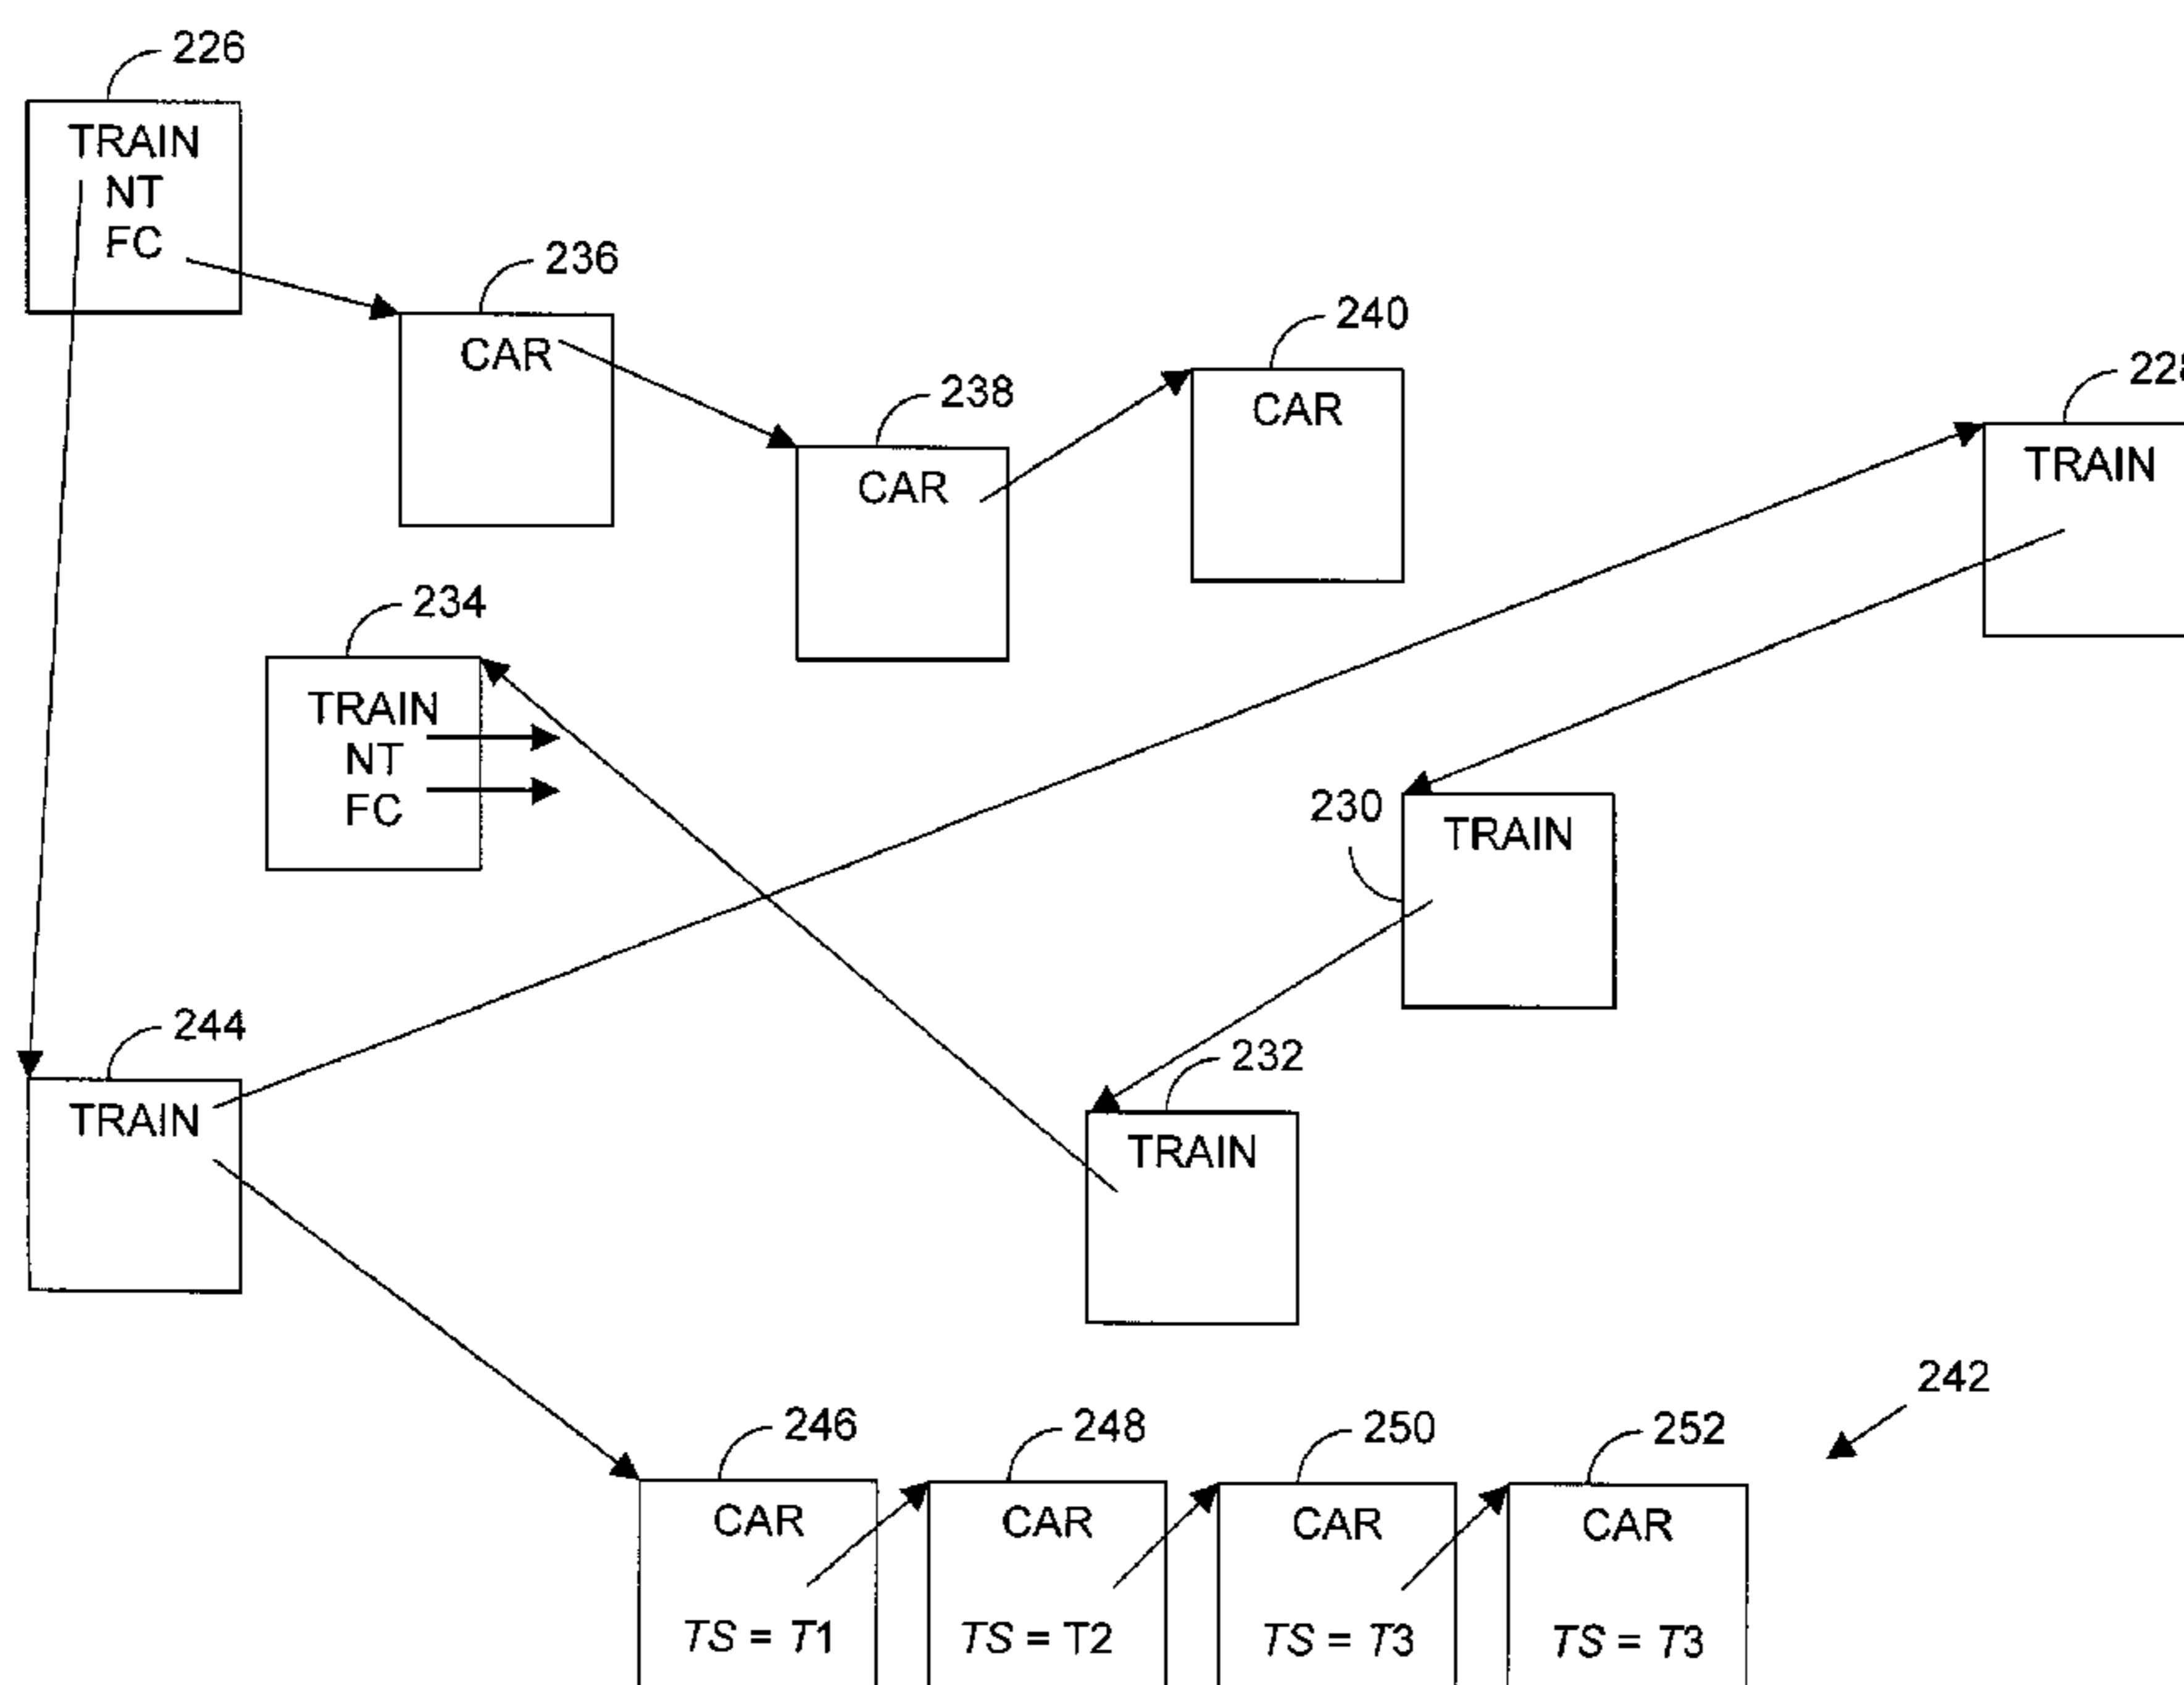 226
TRAIN
NT
FC
236
CAR
238
CAR
240
CAR
TRAIN
234
TRAIN
NT
FC
230
TRAIN
244
TRAIN
232
TRAIN
242
246
CAR
TS = T1
248
CAR
TS = T2
250
CAR
TS = T3
252
CAR
TS = T3